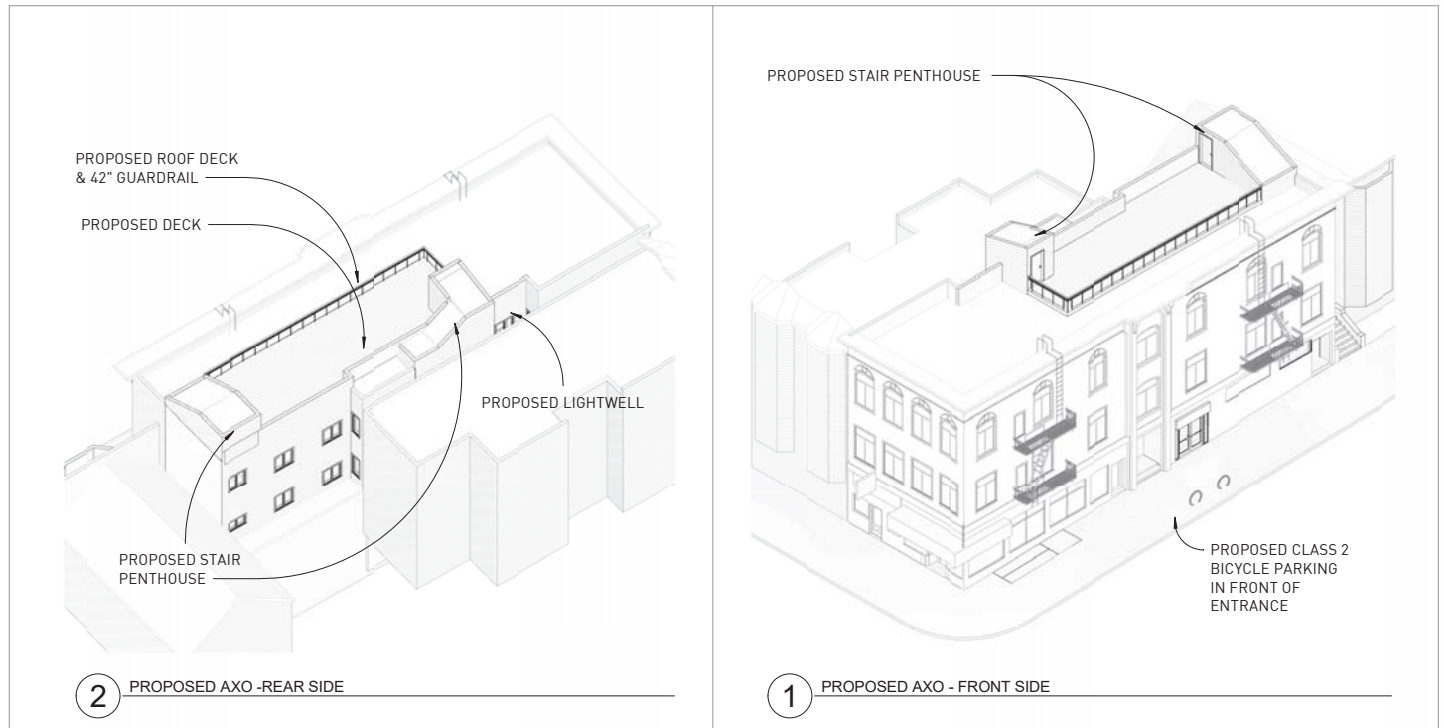 PROPOSED ROOF DECK
& 42" GUARDRAIL
PROPOSED DECK
PROPOSED LIGHTWELL
PROPOSED STAIR
PENTHOUSE
2 PROPOSED AXO -REAR SIDE
PROPOSED STAIR PENTHOUSE
PROPOSED CLASS 2
BICYCLE PARKING
IN FRONT OF
ENTRANCE
1 PROPOSED AXO - FRONT SIDE